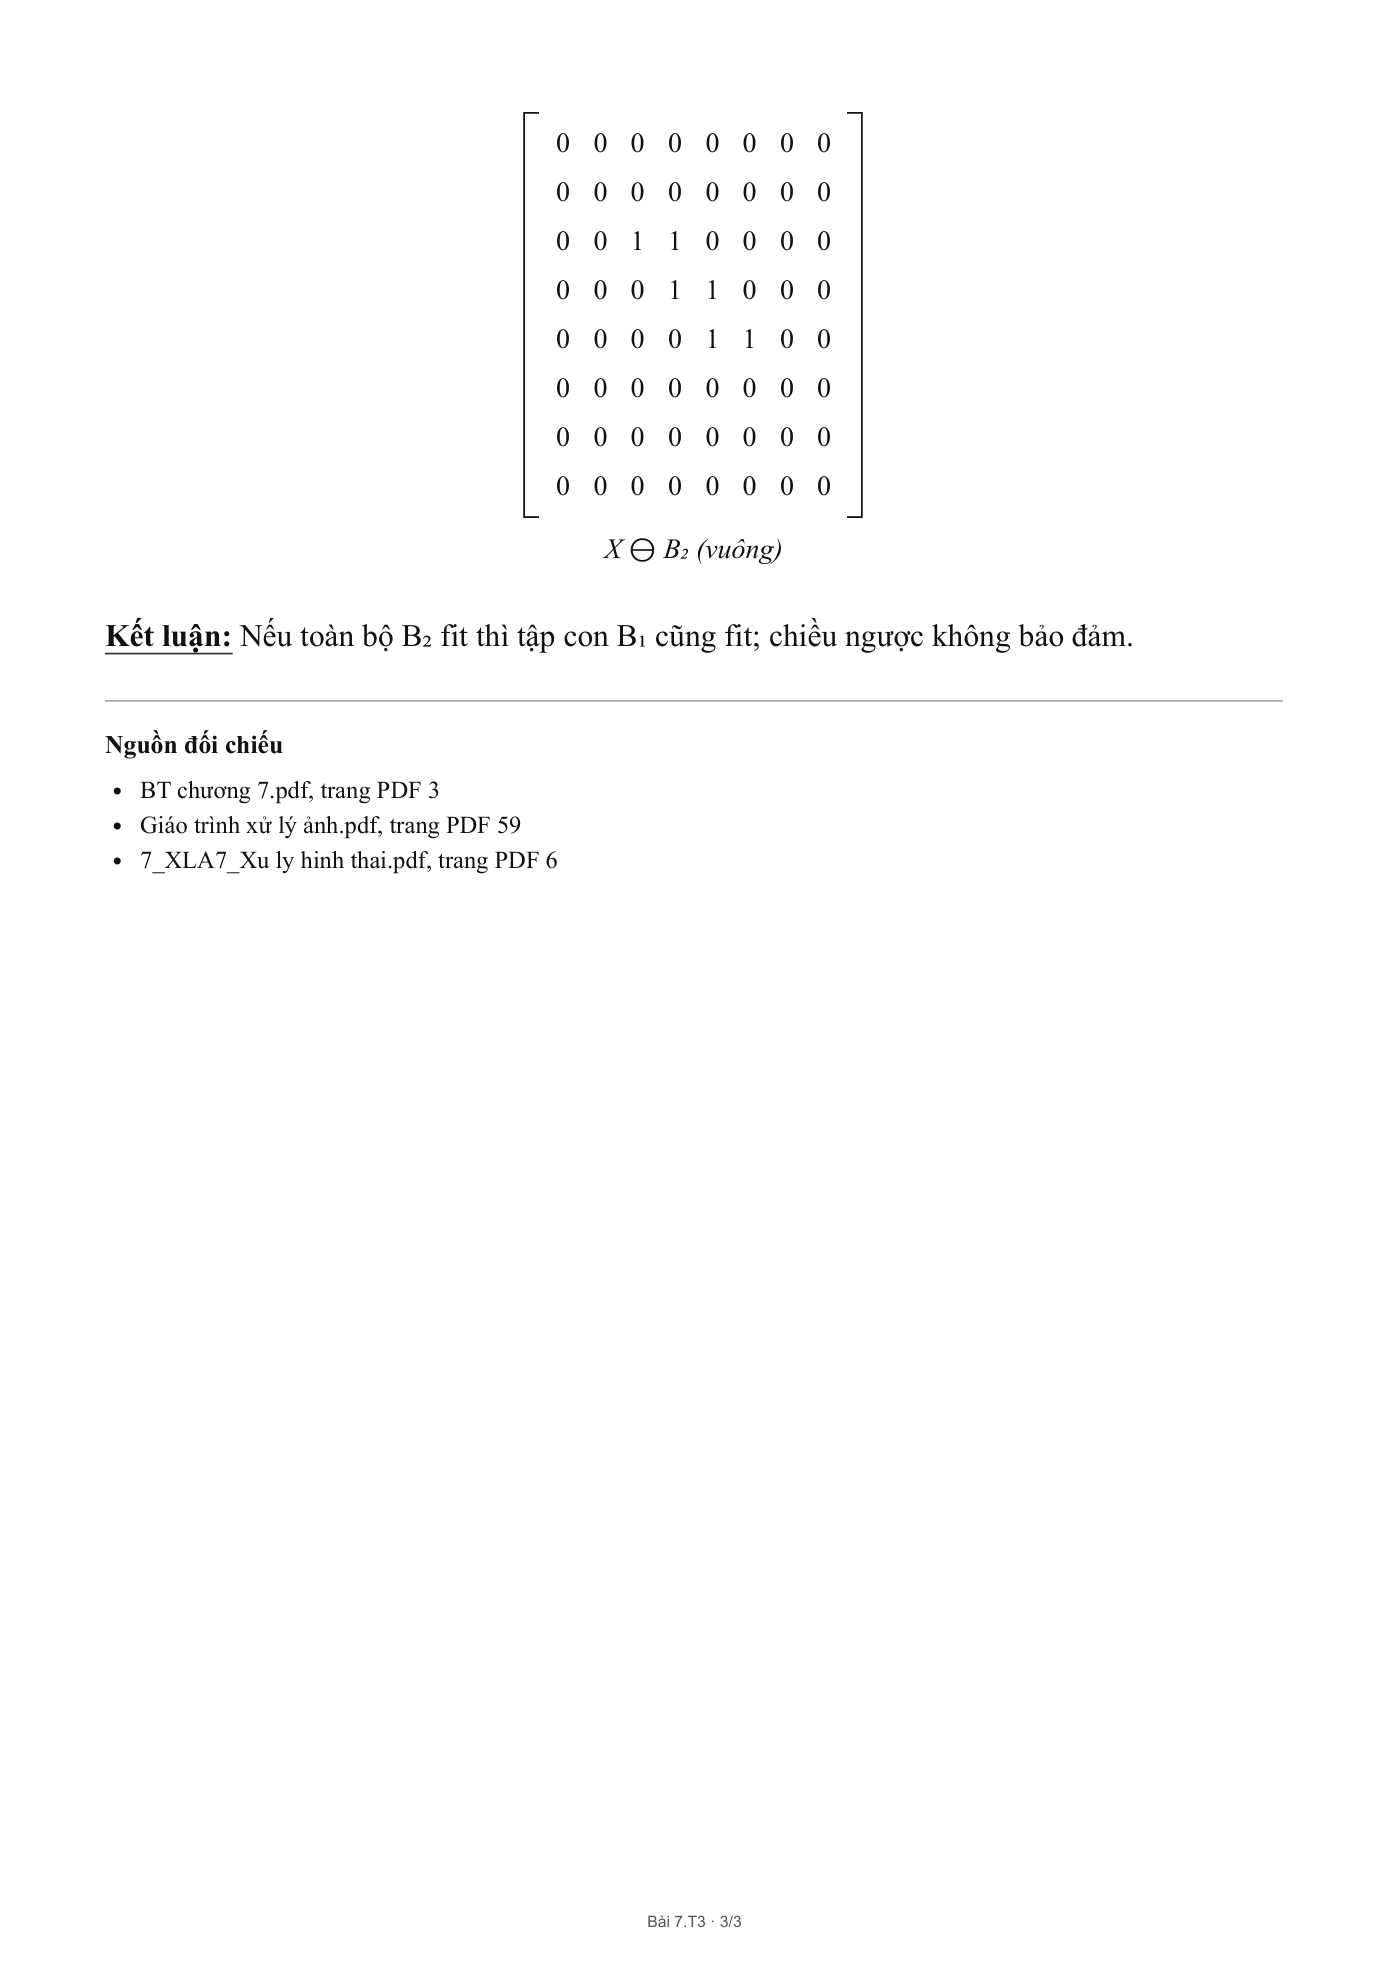 0 0 0 0 0 0 0 0
0 0 0 0 0 0 0 0
0 0 1 1 0 0 0 0
0 0 0 1 1 0 0 0
0 0 0 0 1 1 0 0
0 0 0 0 0 0 0 0
0 0 0 0 0 0 0 0
0 0 0 0 0 0 0 0
X ⊖ B₂ (vuông)
Kết luận: Nếu toàn bộ B₂ fit thì tập con B₁ cũng fit; chiều ngược không bảo đảm.
Nguồn đối chiếu
• BT chương 7.pdf, trang PDF 3
• Giáo trình xử lý ảnh.pdf, trang PDF 59
• 7_XLA7_Xu ly hinh thai.pdf, trang PDF 6
Bài 7.T3 · 3/3